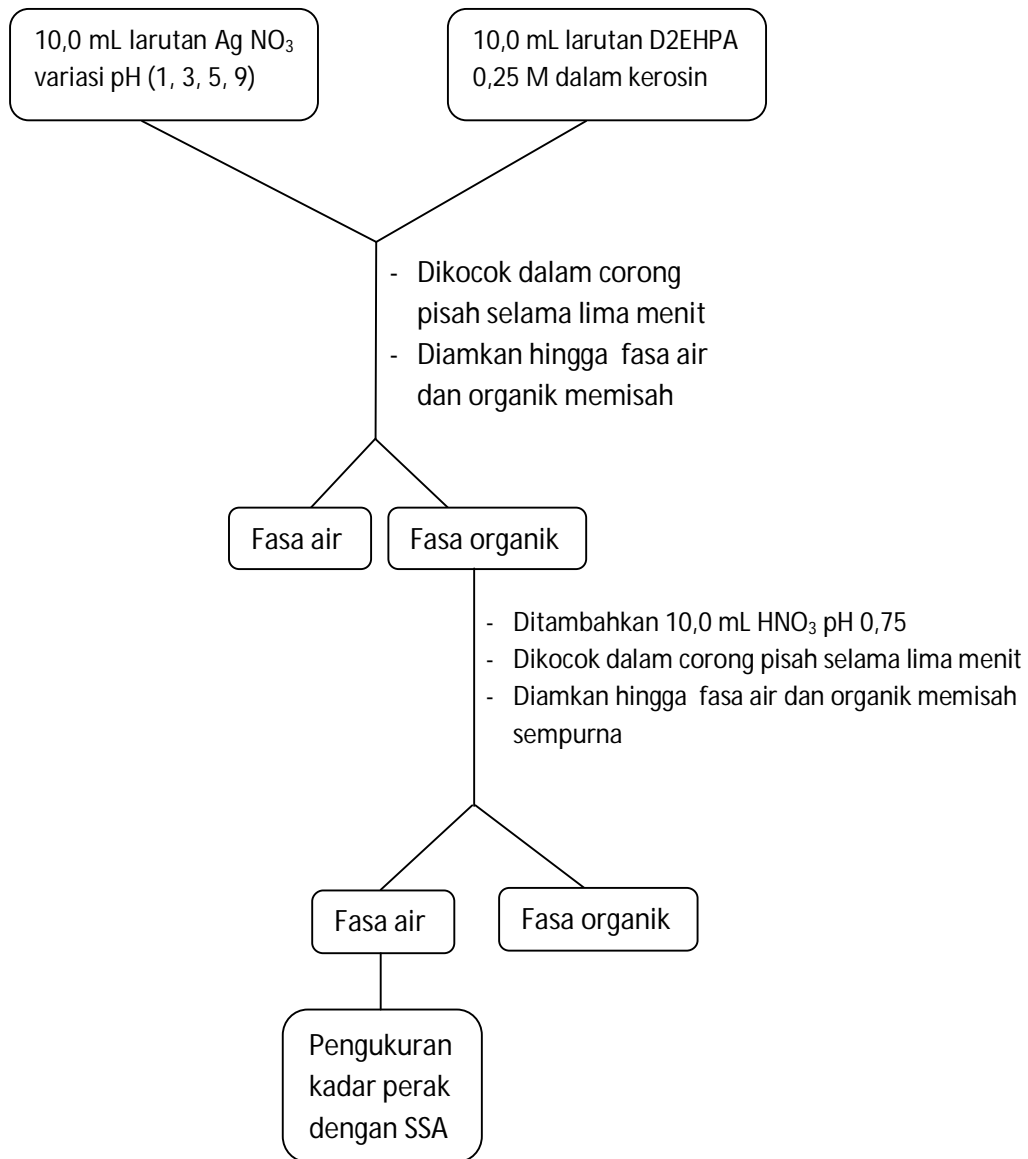 10,0 mL larutan Ag NO₃
variasi pH (1, 3, 5, 9)
10,0 mL larutan D2EHPA
0,25 M dalam kerosin
- Dikocok dalam corong
pisah selama lima menit
- Diamkan hingga fasa air
dan organik memisah
Fasa air
Fasa organik
- Ditambahkan 10,0 mL HNO₃ pH 0,75
- Dikocok dalam corong pisah selama lima menit
- Diamkan hingga fasa air dan organik memisah
sempurna
Fasa air
Fasa organik
Pengukuran
kadar perak
dengan SSA